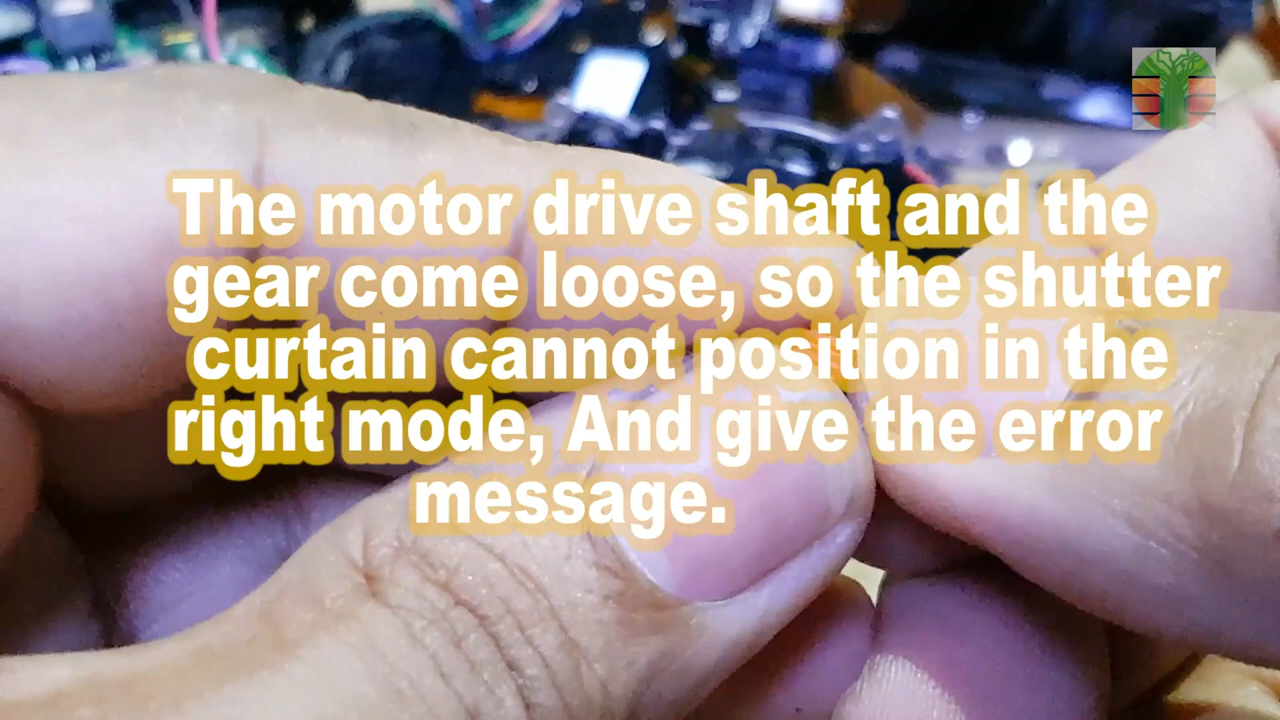 The motor drive shaft and the
gear come loose, so the shutter
curtain cannot position in the
right mode, And give the error
message.